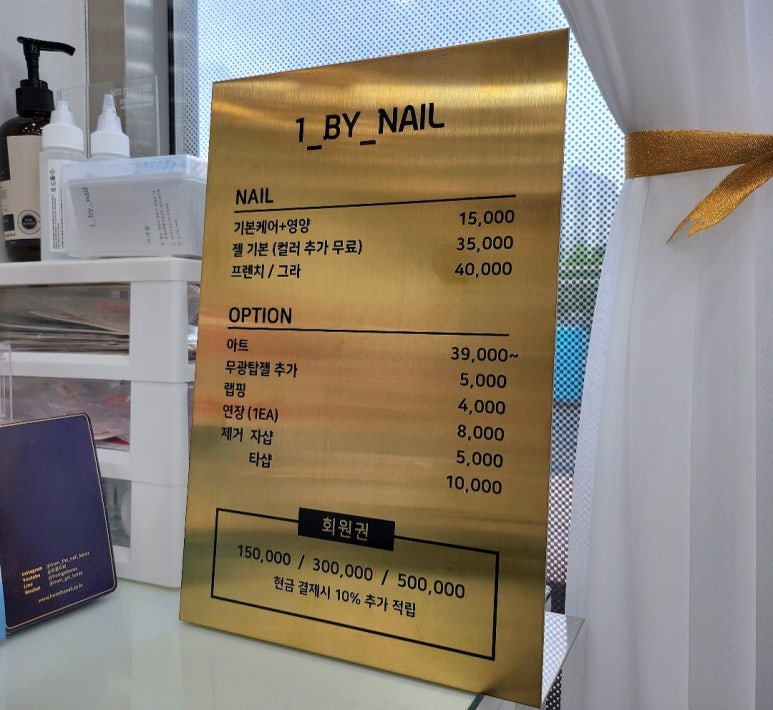 1_BY_NAIL
NAIL
기본케어+영양 15,000
젤 기본 (컬러 추가 무료) 35,000
프렌치 / 그라 40,000
OPTION
아트 39,000~
무광탑젤 추가 5,000
랩핑 4,000
연장 (1EA) 8,000
제거 자샵 5,000
타샵 10,000
회원권
150,000 / 300,000 / 500,000
현금 결제시 10% 추가 적립
1_by_nail
Instagram
Youtube
Line